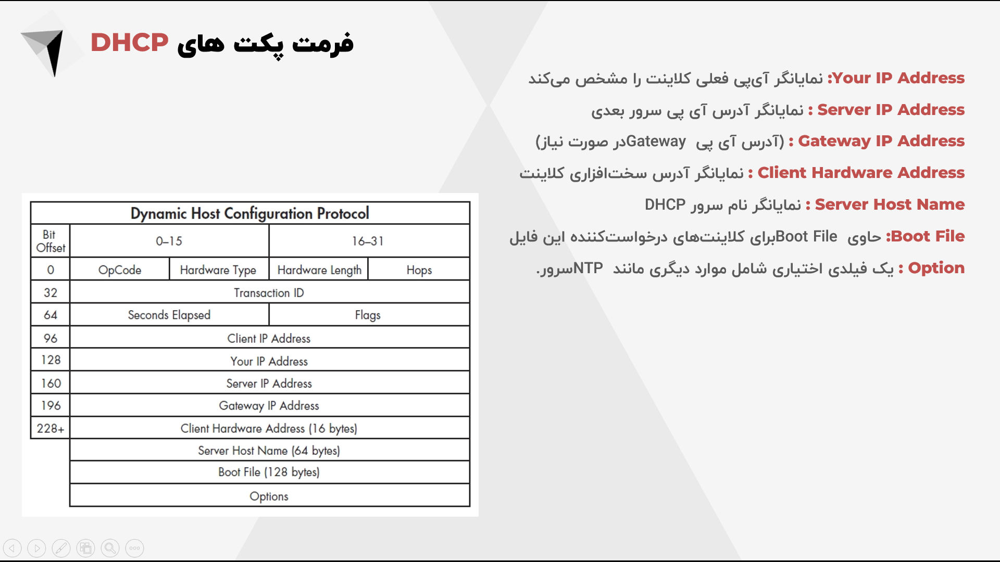 فرمت پکت های DHCP
Your IP Address: نمایانگر آی‌پی فعلی کلاینت را مشخص می‌کند
Server IP Address : نمایانگر آدرس آی پی سرور بعدی
Gateway IP Address : (آدرس آی پی Gatewayدر صورت نیاز)
Client Hardware Address : نمایانگر آدرس سخت‌افزاری کلاینت
Server Host Name : نمایانگر نام سرور DHCP
Boot File: حاوی Boot Fileبرای کلاینت‌های درخواست‌کننده این فایل
Option : یک فیلدی اختیاری شامل موارد دیگری مانند NTPسرور.
Dynamic Host Configuration Protocol
Bit Offset 0–15 16–31
0 OpCode Hardware Type Hardware Length Hops
32 Transaction ID
64 Seconds Elapsed Flags
96 Client IP Address
128 Your IP Address
160 Server IP Address
196 Gateway IP Address
228+ Client Hardware Address (16 bytes)
Server Host Name (64 bytes)
Boot File (128 bytes)
Options